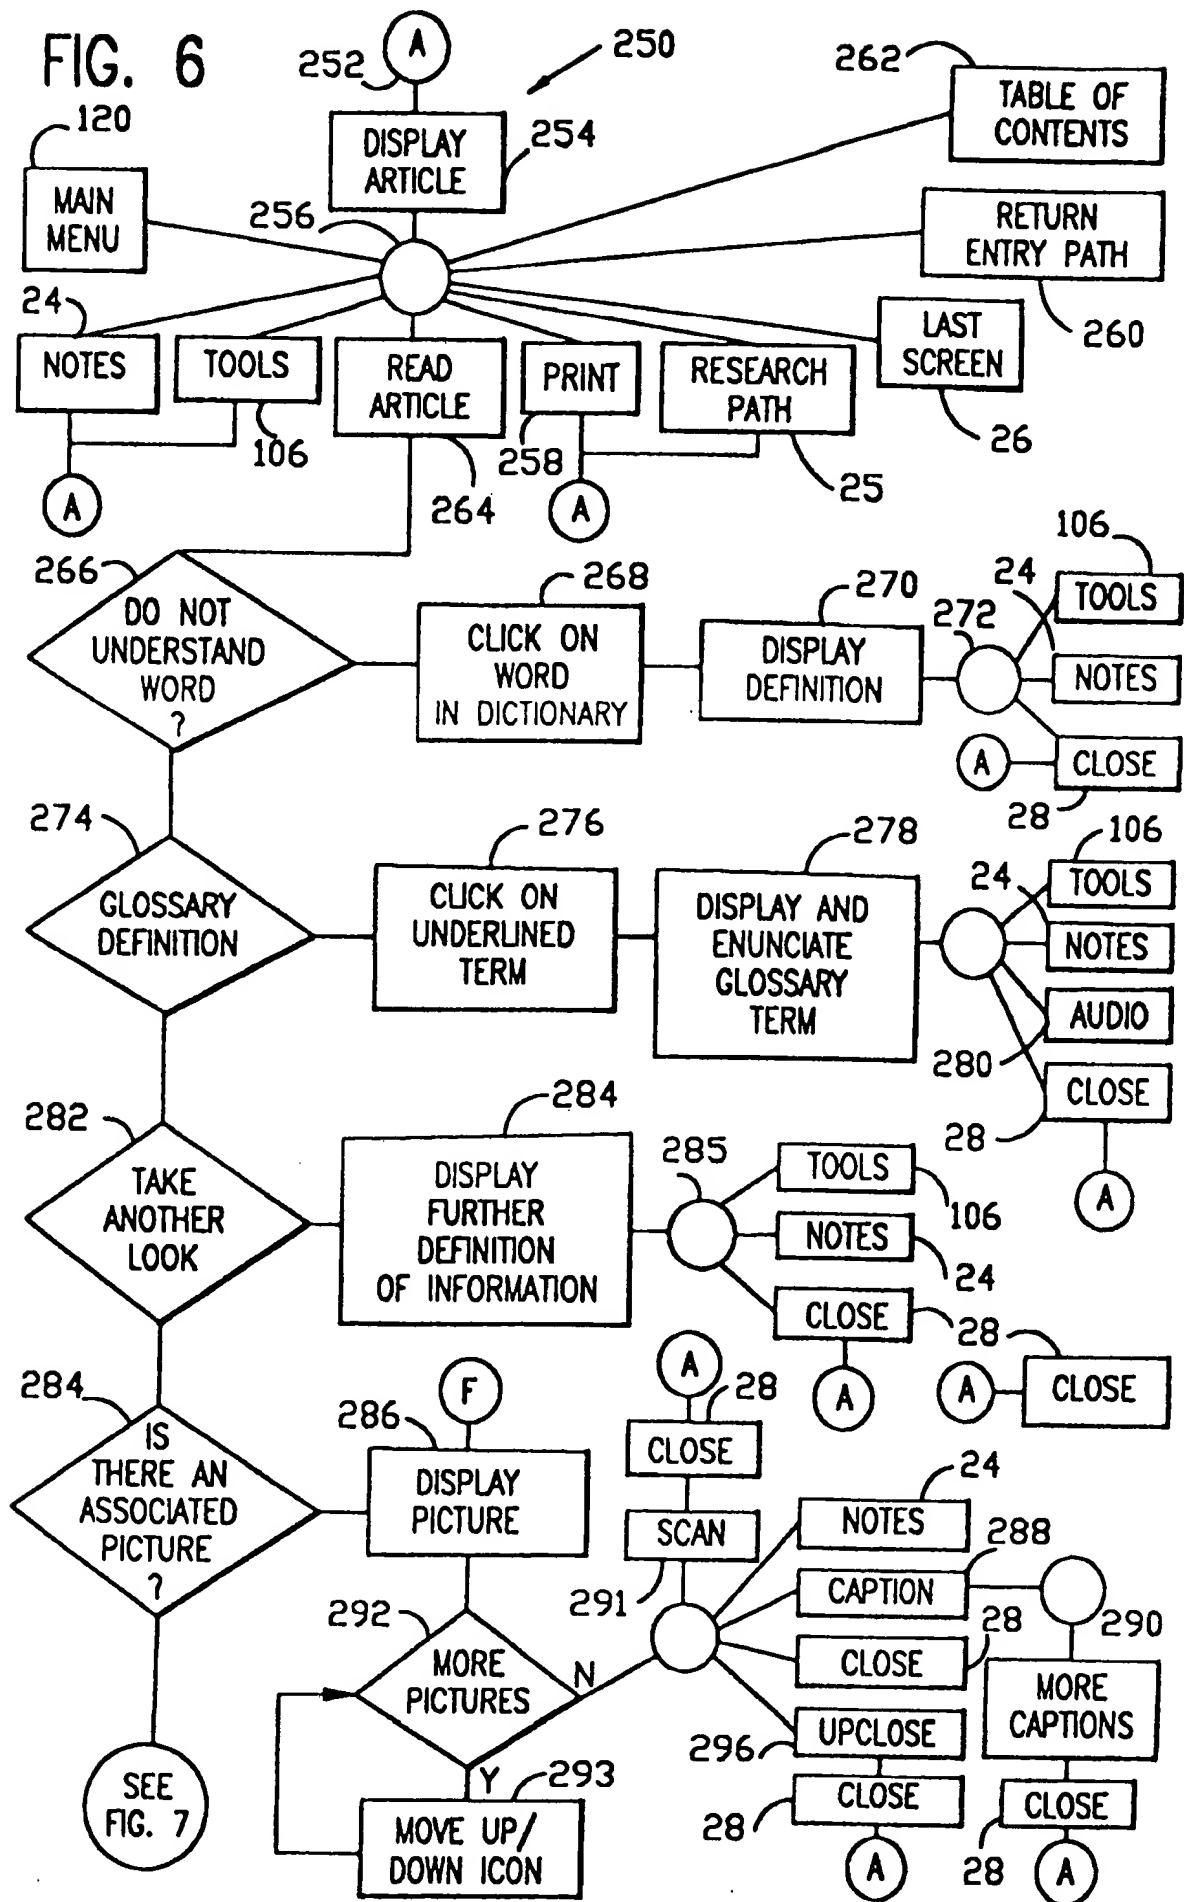 FIG. 6
A
252
250
262
TABLE OF
CONTENTS
120
DISPLAY
ARTICLE
254
MAIN
MENU
256
RETURN
ENTRY PATH
260
24
NOTES
TOOLS
106
READ
ARTICLE
264
PRINT
258
RESEARCH
PATH
25
LAST
SCREEN
26
A
A
266
DO NOT
UNDERSTAND
WORD
?
268
CLICK ON
WORD
IN DICTIONARY
270
DISPLAY
DEFINITION
272
24
106
TOOLS
NOTES
A
CLOSE
28
274
GLOSSARY
DEFINITION
276
CLICK ON
UNDERLINED
TERM
278
DISPLAY AND
ENUNCIATE
GLOSSARY
TERM
24
106
TOOLS
NOTES
AUDIO
280
CLOSE
28
A
282
TAKE
ANOTHER
LOOK
284
DISPLAY
FURTHER
DEFINITION
OF INFORMATION
285
TOOLS
106
NOTES
24
CLOSE
28
A
A
CLOSE
284
IS
THERE AN
ASSOCIATED
PICTURE
?
F
286
DISPLAY
PICTURE
A
28
CLOSE
SCAN
291
24
NOTES
288
CAPTION
290
28
CLOSE
MORE
CAPTIONS
292
MORE
PICTURES
N
Y
296
UPCLOSE
CLOSE
28
A
CLOSE
28
A
293
MOVE UP/
DOWN ICON
SEE
FIG. 7